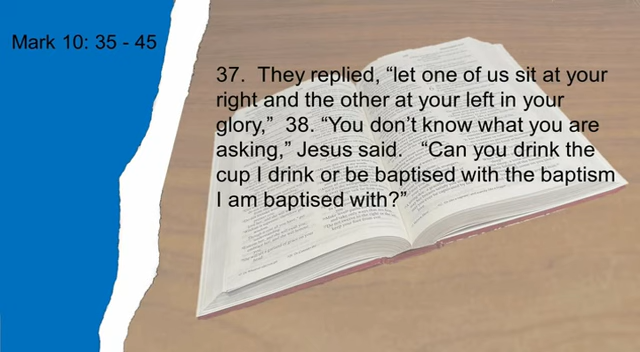 Mark 10: 35 - 45
37.  They replied, “let one of us sit at your
right and the other at your left in your
glory,”  38. “You don’t know what you are
asking,” Jesus said.   “Can you drink the
cup I drink or be baptised with the baptism
I am baptised with?”